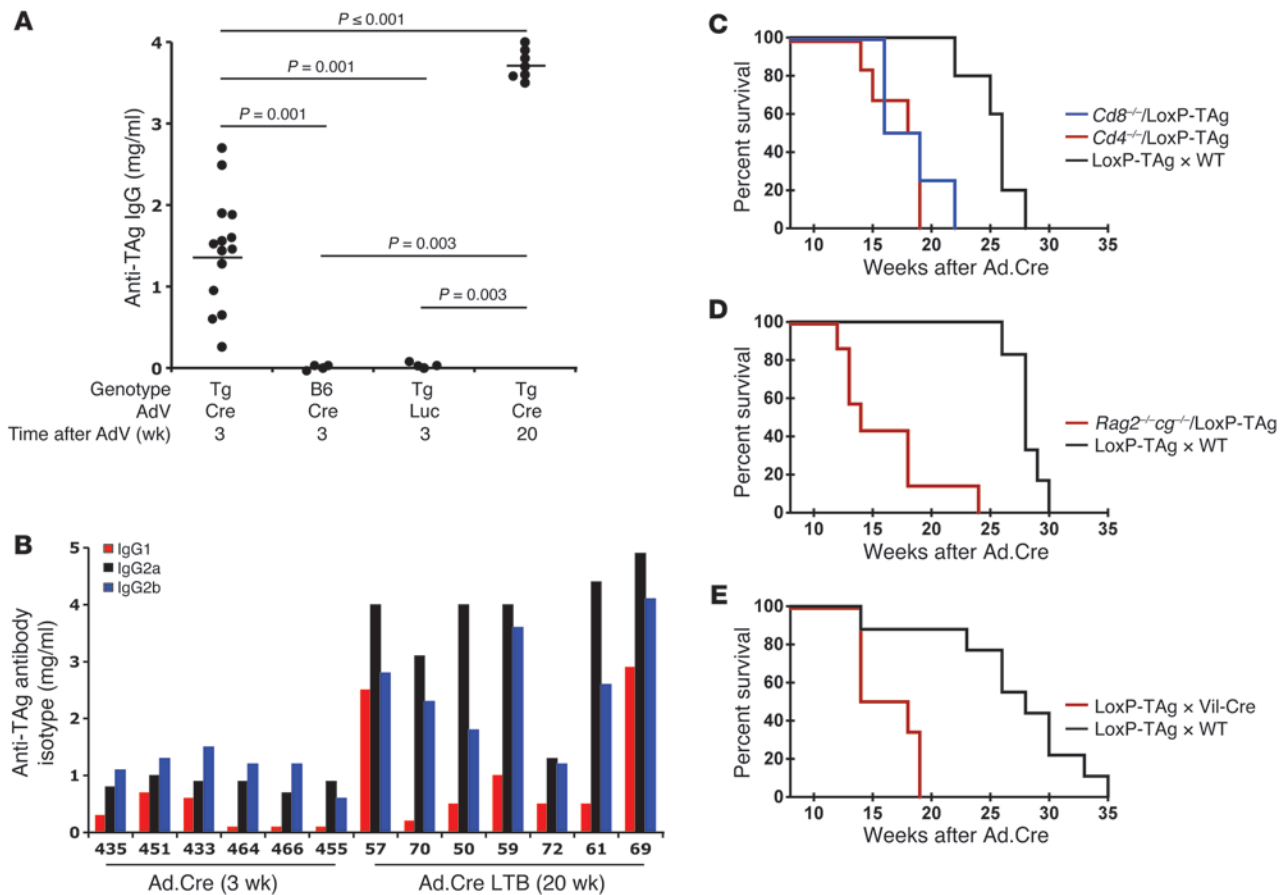 A
P ≤ 0.001
P = 0.001
P = 0.001
P = 0.003
P = 0.003
Anti-TAg IgG (mg/ml)
4
3
2
1
0
Genotype Tg B6 Tg Tg
AdV Cre Cre Luc Cre
Time after AdV (wk) 3 3 3 20
B
IgG1
IgG2a
IgG2b
Anti-TAg antibody
isotype (mg/ml)
5
4
3
2
1
0
435 451 433 464 466 455 57 70 50 59 72 61 69
Ad.Cre (3 wk) Ad.Cre LTB (20 wk)
C
Percent survival
100
80
60
40
20
0
10 15 20 25 30 35
Weeks after Ad.Cre
Cd8–/–/LoxP-TAg
Cd4–/–/LoxP-TAg
LoxP-TAg × WT
D
Percent survival
100
80
60
40
20
0
10 15 20 25 30 35
Weeks after Ad.Cre
Rag2–/–cg–/–/LoxP-TAg
LoxP-TAg × WT
E
Percent survival
100
80
60
40
20
0
10 15 20 25 30 35
Weeks after Ad.Cre
LoxP-TAg × Vil-Cre
LoxP-TAg × WT